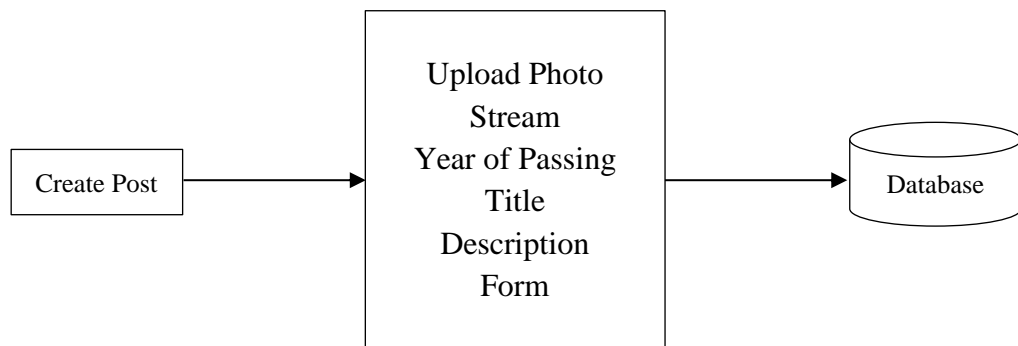 Create Post
Upload Photo
Stream
Year of Passing
Title
Description
Form
Database